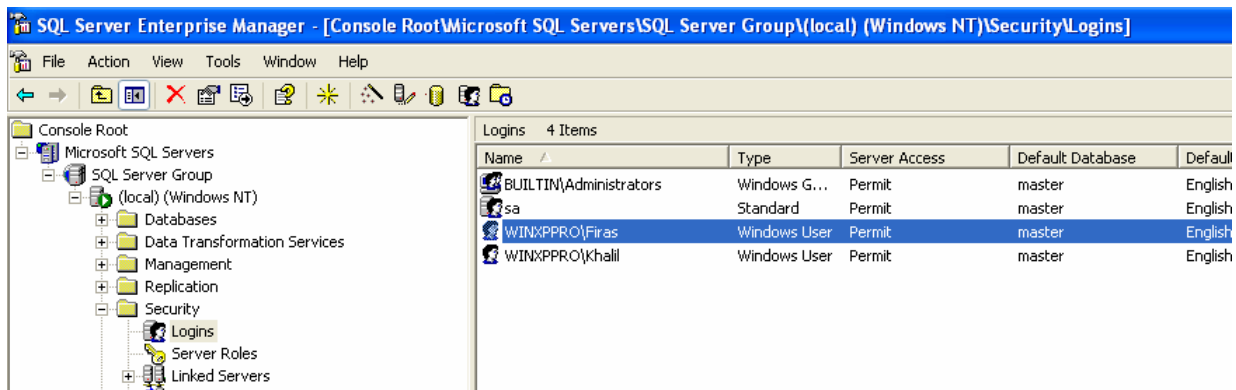 SQL Server Enterprise Manager - [Console Root\Microsoft SQL Servers\SQL Server Group\(local) (Windows NT)\Security\Logins]
File Action View Tools Window Help
Console Root
Microsoft SQL Servers
SQL Server Group
(local) (Windows NT)
Databases
Data Transformation Services
Management
Replication
Security
Logins
Server Roles
Linked Servers
Logins 4 Items
Name Type Server Access Default Database Defaul
BUILTIN\Administrators Windows G... Permit master English
sa Standard Permit master English
WINXPPRO\Firas Windows User Permit master English
WINXPPRO\Khalil Windows User Permit master English